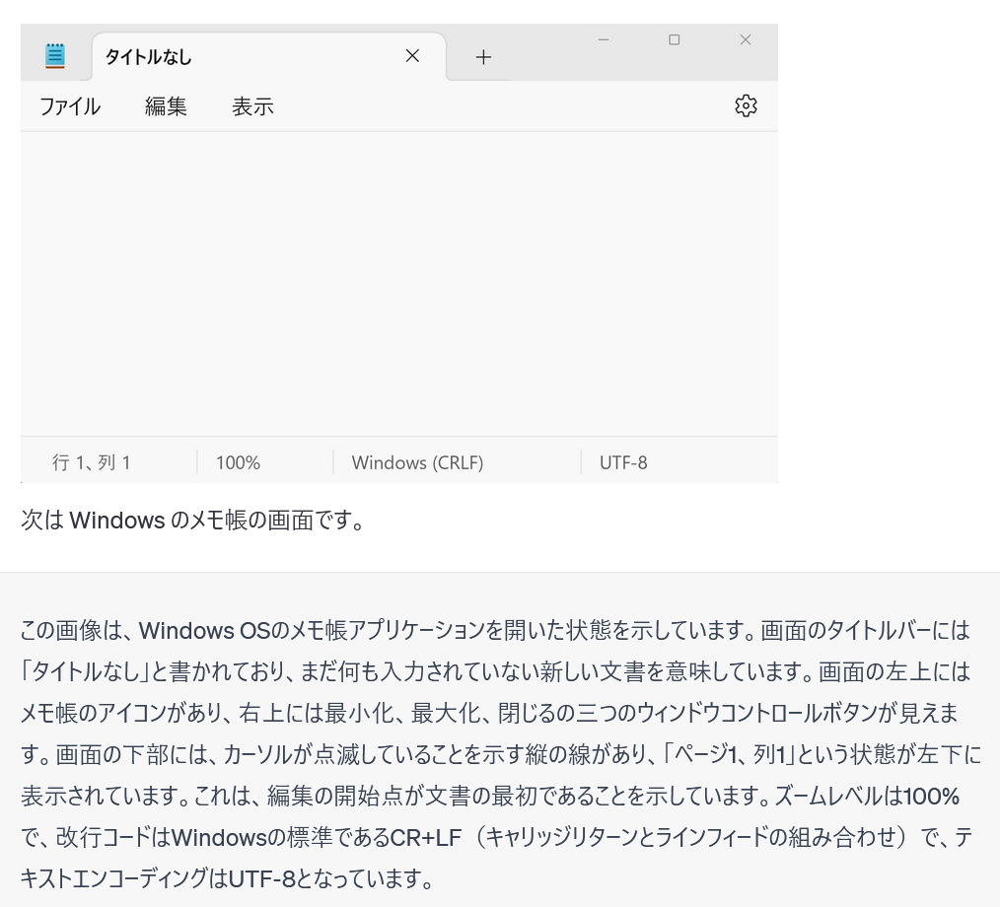 タイトルなし
ファイル 編集 表示
行 1、列 1 100% Windows (CRLF) UTF-8
次は Windows のメモ帳の画面です。
この画像は、Windows OSのメモ帳アプリケーションを開いた状態を示しています。画面のタイトルバーには
「タイトルなし」と書かれており、まだ何も入力されていない新しい文書を意味しています。画面の左上には
メモ帳のアイコンがあり、右上には最小化、最大化、閉じるの三つのウィンドウコントロールボタンが見えま
す。画面の下部には、カーソルが点滅していることを示す縦の線があり、「ページ1、列1」という状態が左下に
表示されています。これは、編集の開始点が文書の最初であることを示しています。ズームレベルは100%
で、改行コードはWindowsの標準であるCR+LF（キャリッジリターンとラインフィードの組み合わせ）で、テ
キストエンコーディングはUTF-8となっています。